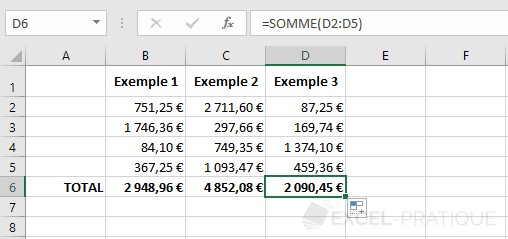 D6 fx =SOMME(D2:D5)
A B C D E F
1 Exemple 1 Exemple 2 Exemple 3
2 751,25 € 2 711,60 € 87,25 €
3 1 746,36 € 297,66 € 169,74 €
4 84,10 € 749,35 € 1 374,10 €
5 367,25 € 1 093,47 € 459,36 €
6 TOTAL 2 948,96 € 4 852,08 € 2 090,45 €
7
8
EXCEL-PRATIQUE